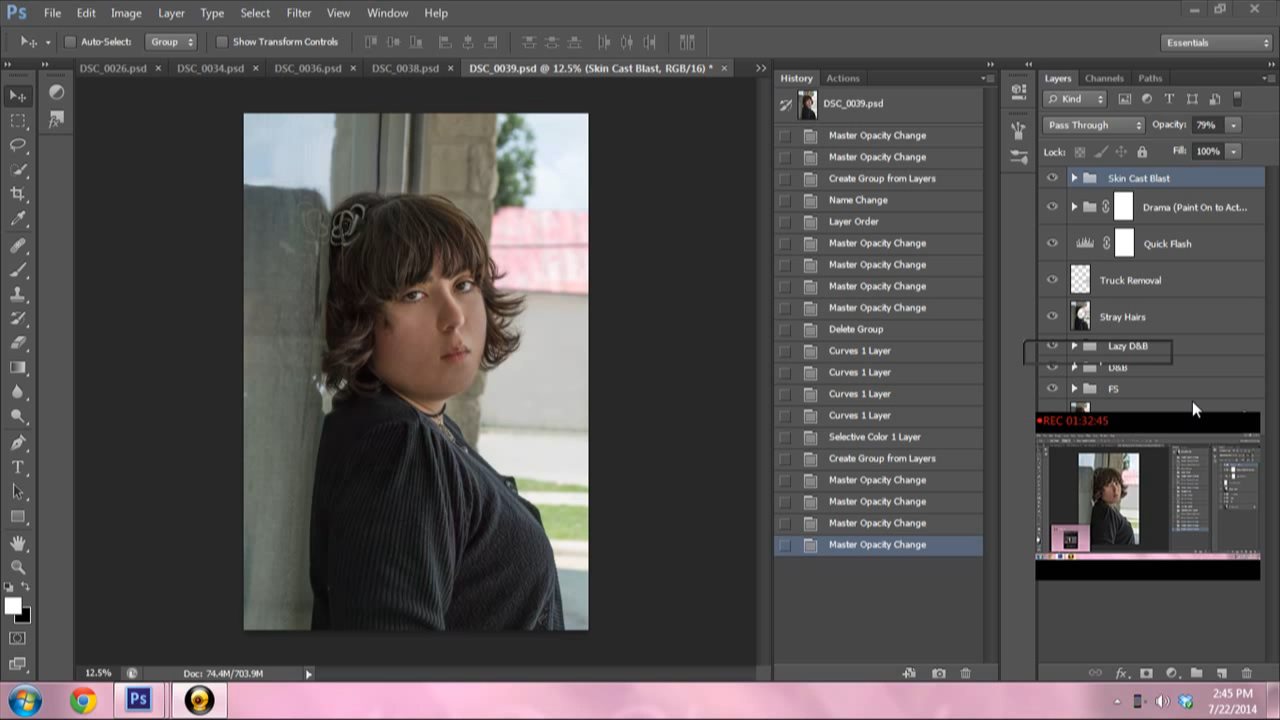 Ps File Edit Image Layer Type Select Filter View Window Help
Auto-Select: Group Show Transform Controls Essentials
DSC_0026.psd × DSC_0034.psd × DSC_0036.psd × DSC_0038.psd × DSC_0039.psd @ 12.5% (Skin Cast Blast, RGB/16) * ×
History Actions
DSC_0039.psd
Master Opacity Change
Master Opacity Change
Create Group from Layers
Name Change
Layer Order
Master Opacity Change
Master Opacity Change
Master Opacity Change
Master Opacity Change
Delete Group
Curves 1 Layer
Curves 1 Layer
Curves 1 Layer
Curves 1 Layer
Selective Color 1 Layer
Create Group from Layers
Master Opacity Change
Master Opacity Change
Master Opacity Change
Master Opacity Change
Layers Channels Paths
Kind
Pass Through Opacity: 79%
Lock: Fill: 100%
Skin Cast Blast
Drama (Paint On to Act...
Quick Flash
Truck Removal
Stray Hairs
Lazy D&B
D&B
FS
REC 01:32:45
12.5% Doc: 74.4M/703.9M
Ps
2:45 PM
7/22/2014